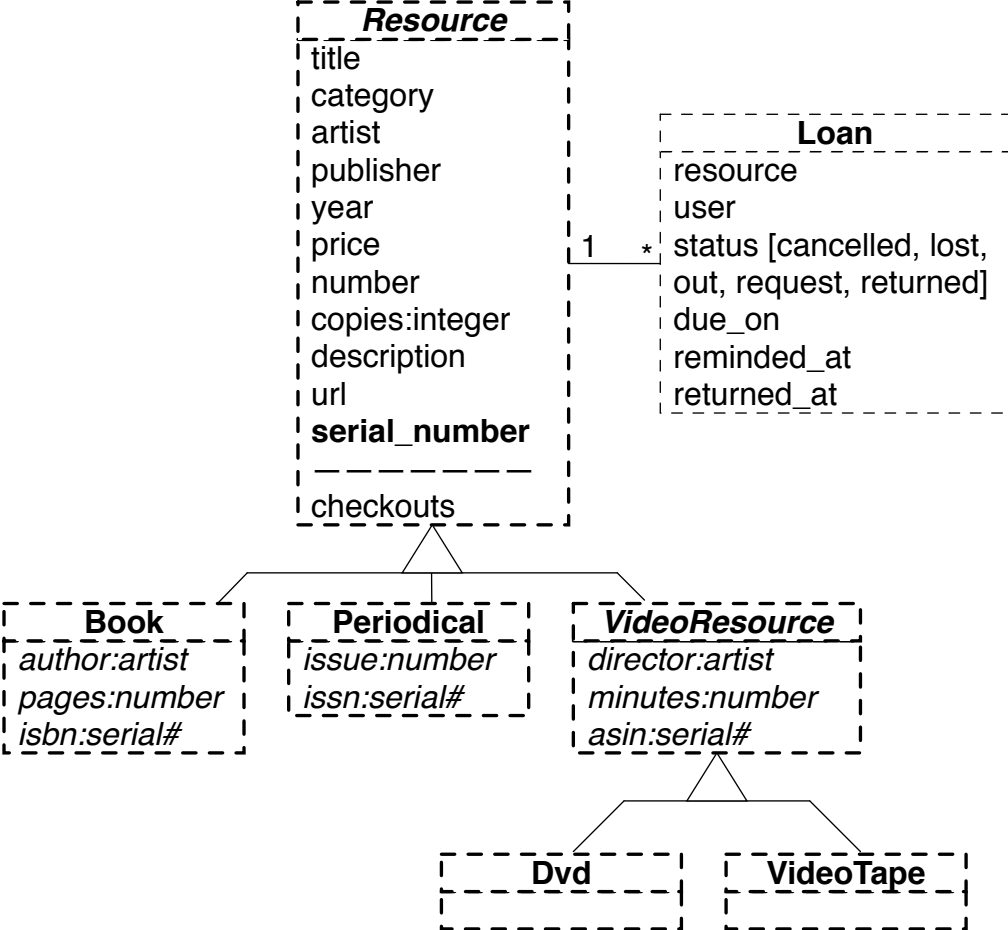 Resource
title
category
artist
publisher
year
price
number
copies:integer
description
url
serial_number
checkouts
1 *
Loan
resource
user
status [cancelled, lost,
out, request, returned]
due_on
reminded_at
returned_at
Book
author:artist
pages:number
isbn:serial#
Periodical
issue:number
issn:serial#
VideoResource
director:artist
minutes:number
asin:serial#
Dvd
VideoTape